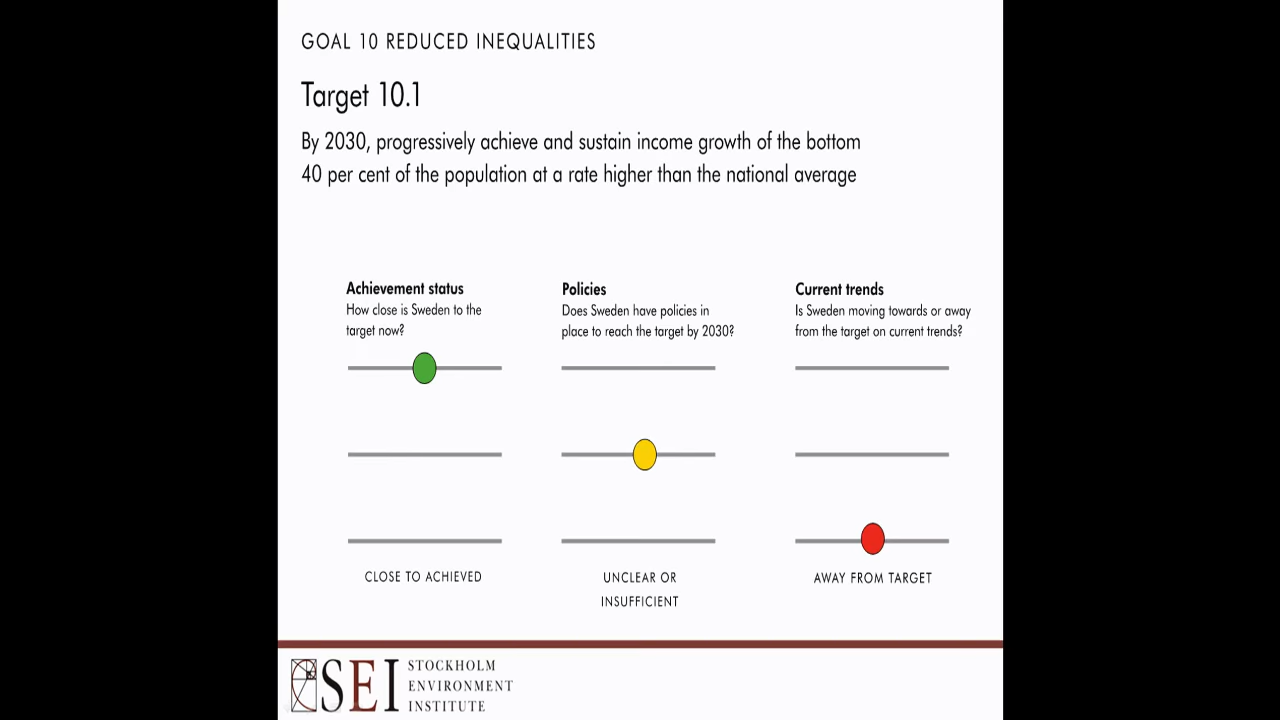 GOAL 10 REDUCED INEQUALITIES
Target 10.1
By 2030, progressively achieve and sustain income growth of the bottom
40 per cent of the population at a rate higher than the national average
Achievement status
How close is Sweden to the
target now?
CLOSE TO ACHIEVED
Policies
Does Sweden have policies in
place to reach the target by 2030?
UNCLEAR OR
INSUFFICIENT
Current trends
Is Sweden moving towards or away
from the target on current trends?
AWAY FROM TARGET
SEI
STOCKHOLM
ENVIRONMENT
INSTITUTE